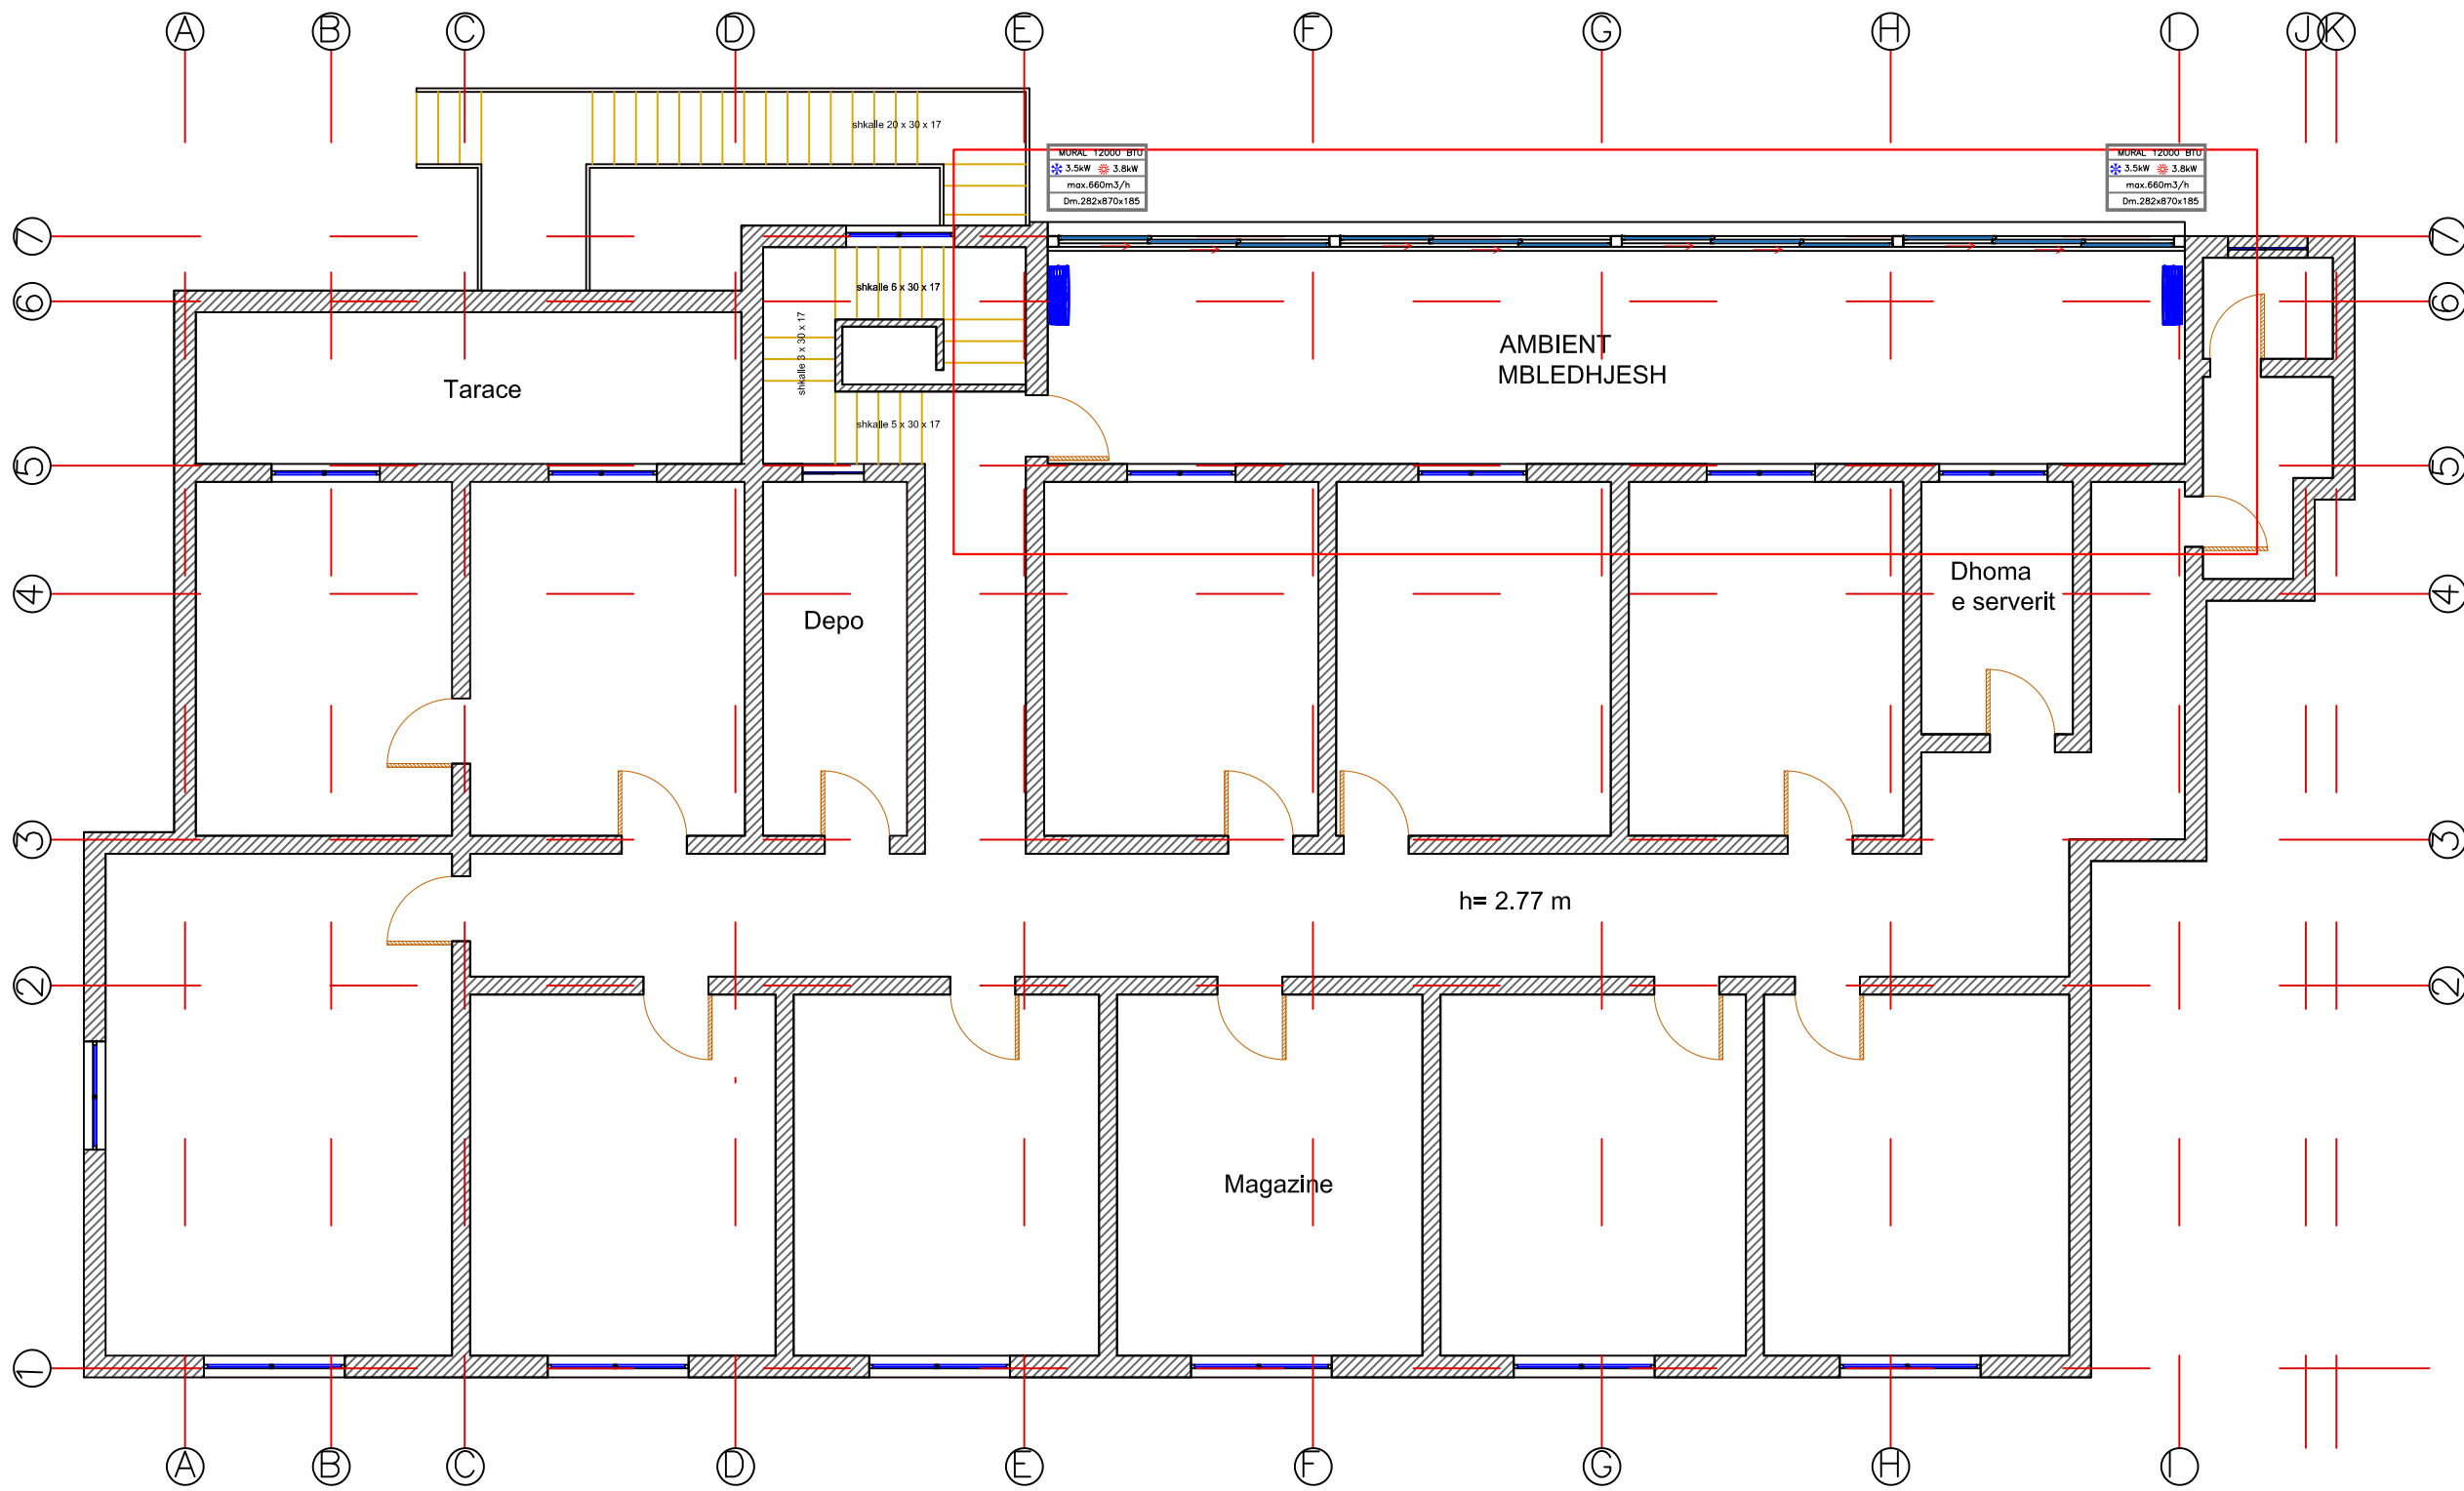 A B C D E F G H I J K
shkalle 20 x 30 x 17
MURAL 12000 BTU
3.5kW 3.8kW
max.660m3/h
Dm.282x870x185
MURAL 12000 BTU
3.5kW 3.8kW
max.660m3/h
Dm.282x870x185
7 7
shkalle 6 x 30 x 17
6 6
shkalle 3 x 30 x 17
AMBIENT
MBLEDHJESH
Tarace
shkalle 5 x 30 x 17
5 5
Dhoma
e serverit
4 4
Depo
3 3
h= 2.77 m
2 2
Magazine
1
A B C D E F G H I